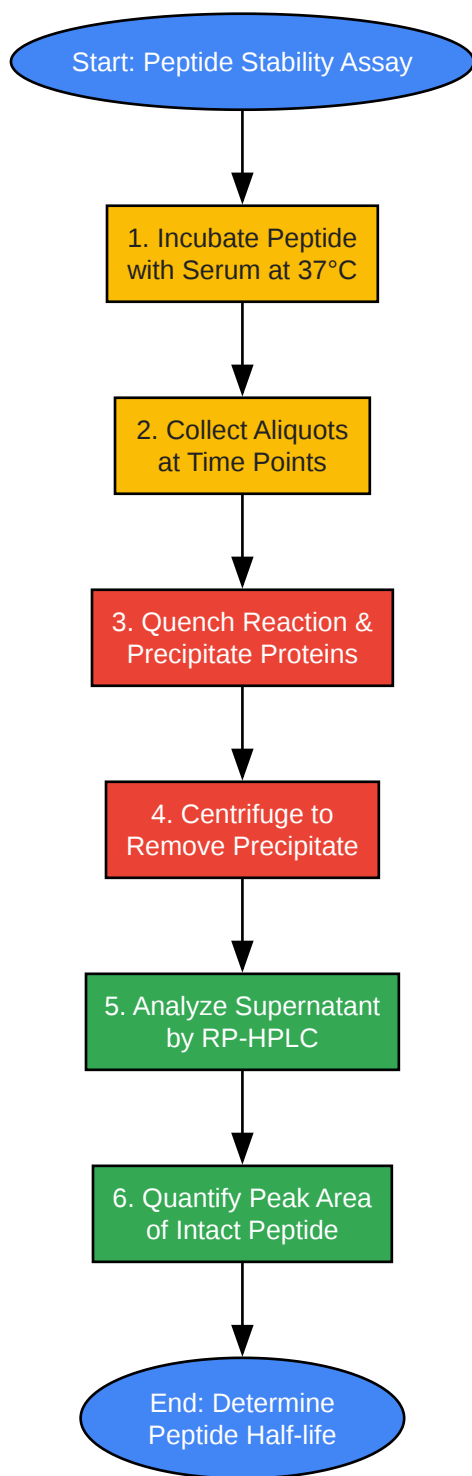 Start: Peptide Stability Assay
1. Incubate Peptide
with Serum at 37°C
2. Collect Aliquots
at Time Points
3. Quench Reaction &
Precipitate Proteins
4. Centrifuge to
Remove Precipitate
5. Analyze Supernatant
by RP-HPLC
6. Quantify Peak Area
of Intact Peptide
End: Determine
Peptide Half-life